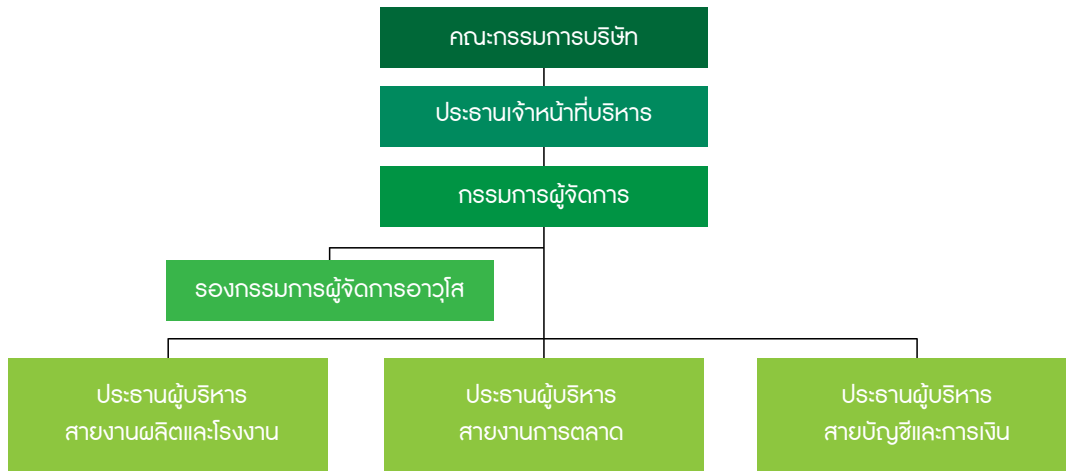 คณะกรรมการบริษัท
ประธานเจ้าหน้าที่บริหาร
กรรมการผู้จัดการ
รองกรรมการผู้จัดการอาวุโส
ประธานผู้บริหาร
สายงานผลิตและโรงงาน
ประธานผู้บริหาร
สายงานการตลาด
ประธานผู้บริหาร
สายบัญชีและการเงิน